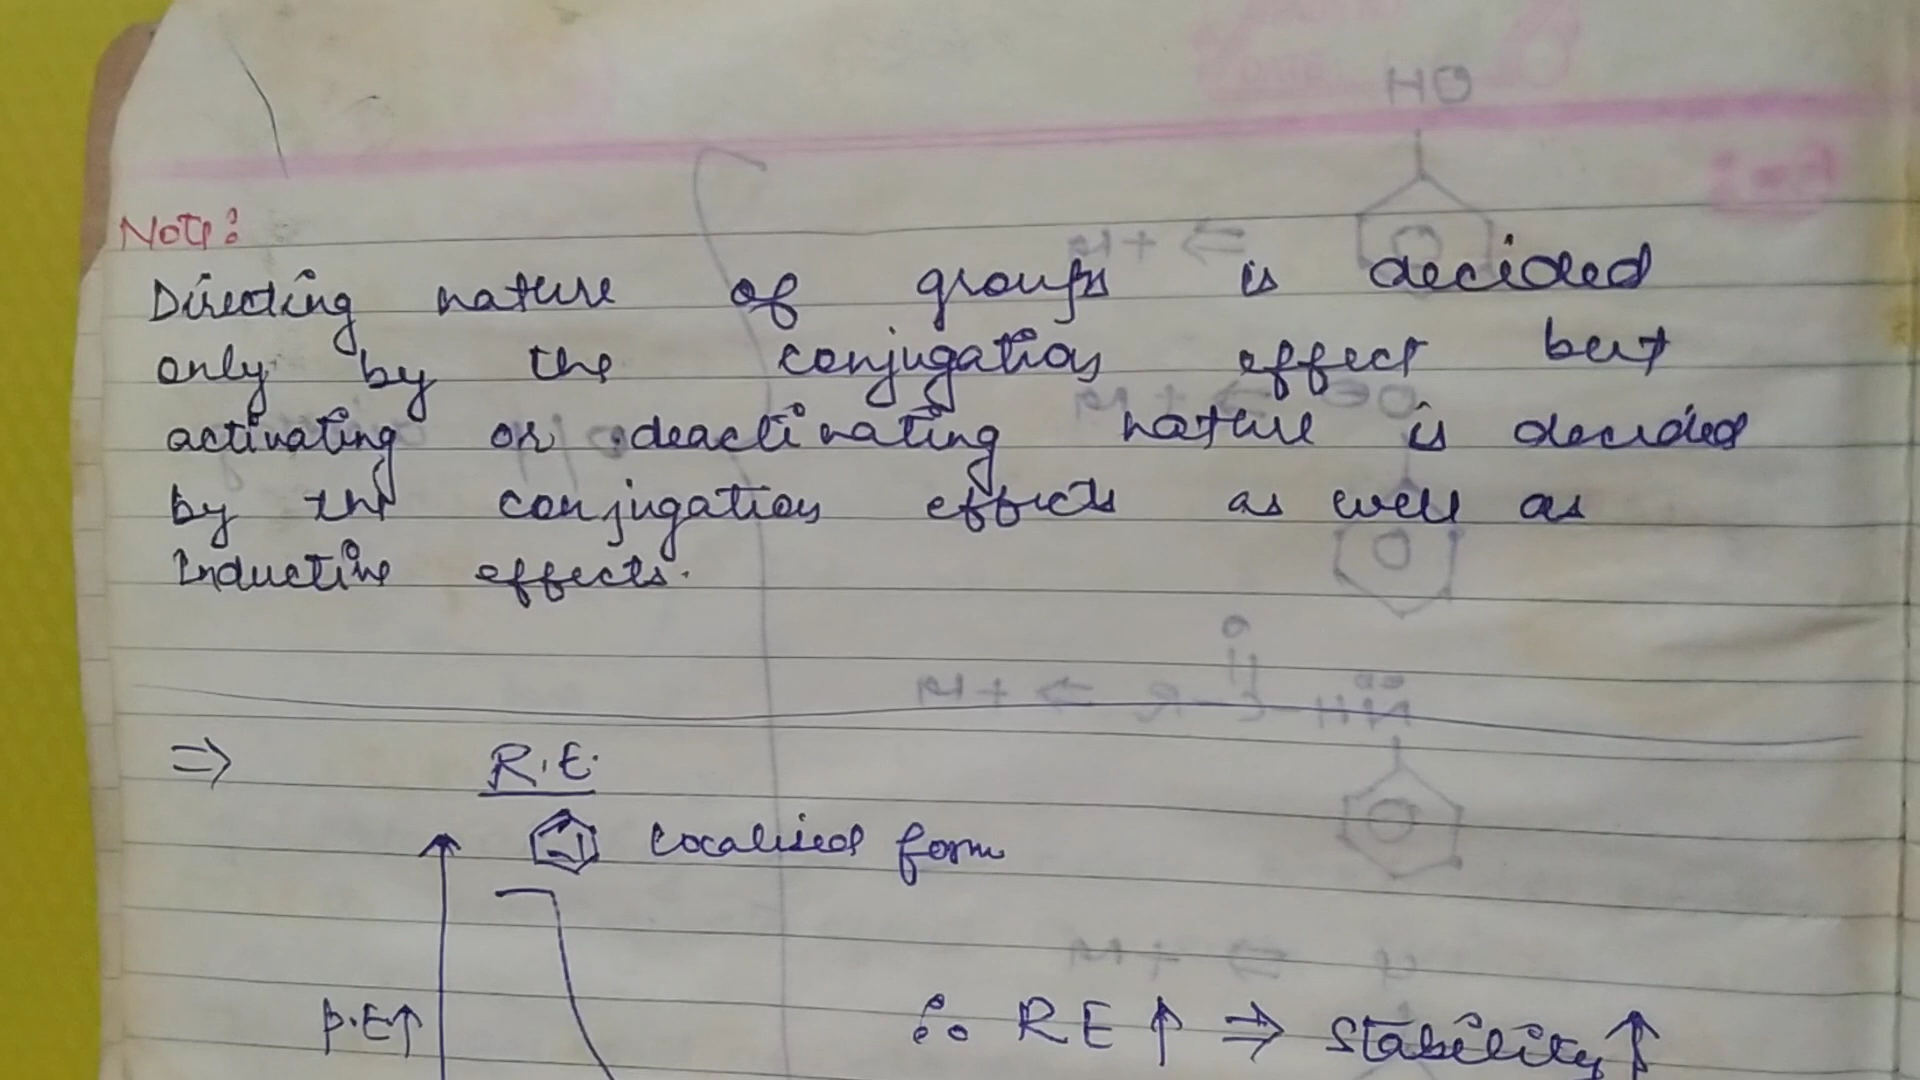 Note:
Directing nature of groups is decided
only by the conjugation effect but
activating or deactivating nature is decided
by the conjugation effects as well as
Inductive effects.
⇒ R.E.
Localised form
P.E↑
∴ RE ↑ ⇒ Stability ↑